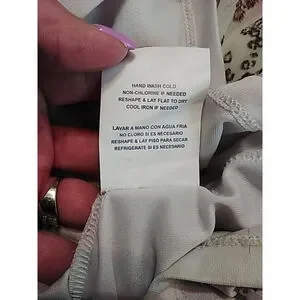 HAND WASH COLD
NON-CHLORINE IF NEEDED
RESHAPE & LAY FLAT TO DRY
COOL IRON IF NEEDED
LAVAR A MANO CON AGUA FRIA
NO CLORO SI ES NECESARIO
RESHAPE & LAY PISO PARA SECAR
REFRIGERATE SI ES NECESARIO